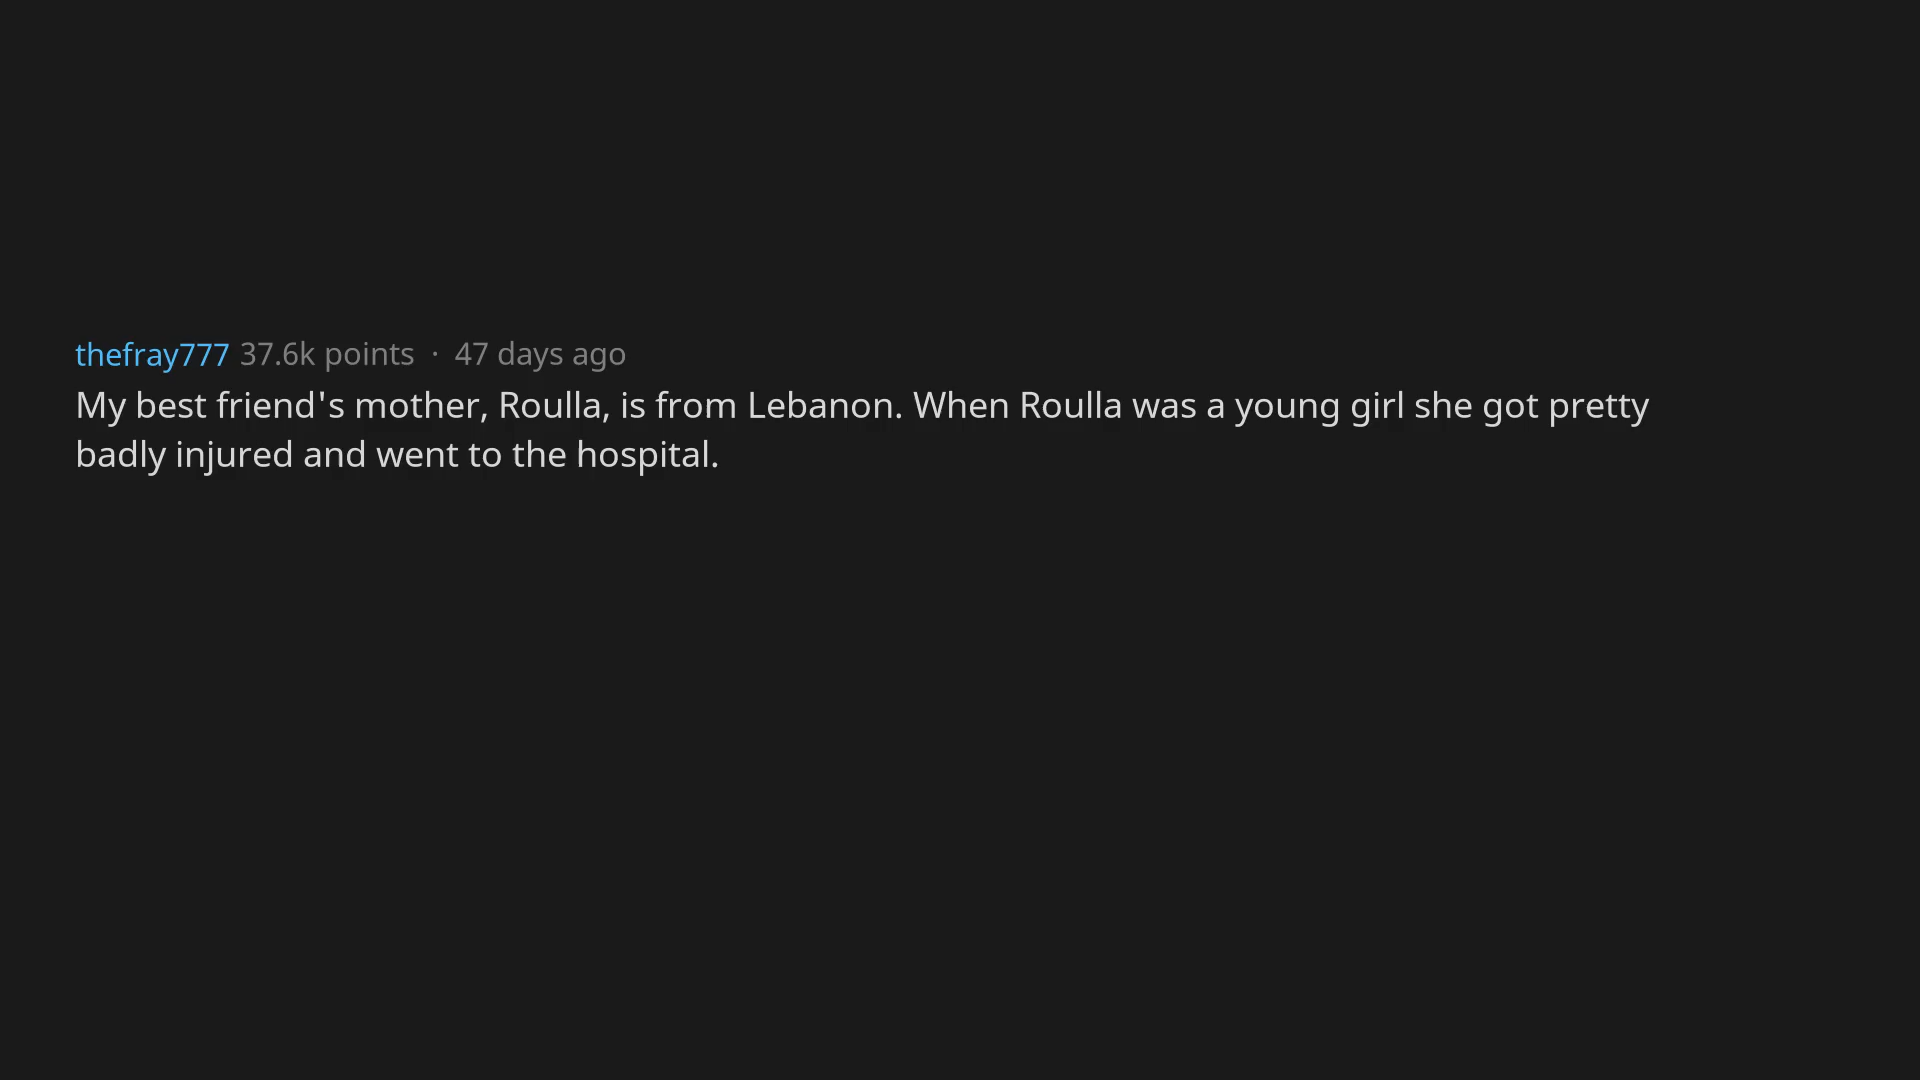 thefray777 37.6k points · 47 days ago
My best friend's mother, Roulla, is from Lebanon. When Roulla was a young girl she got pretty
badly injured and went to the hospital.